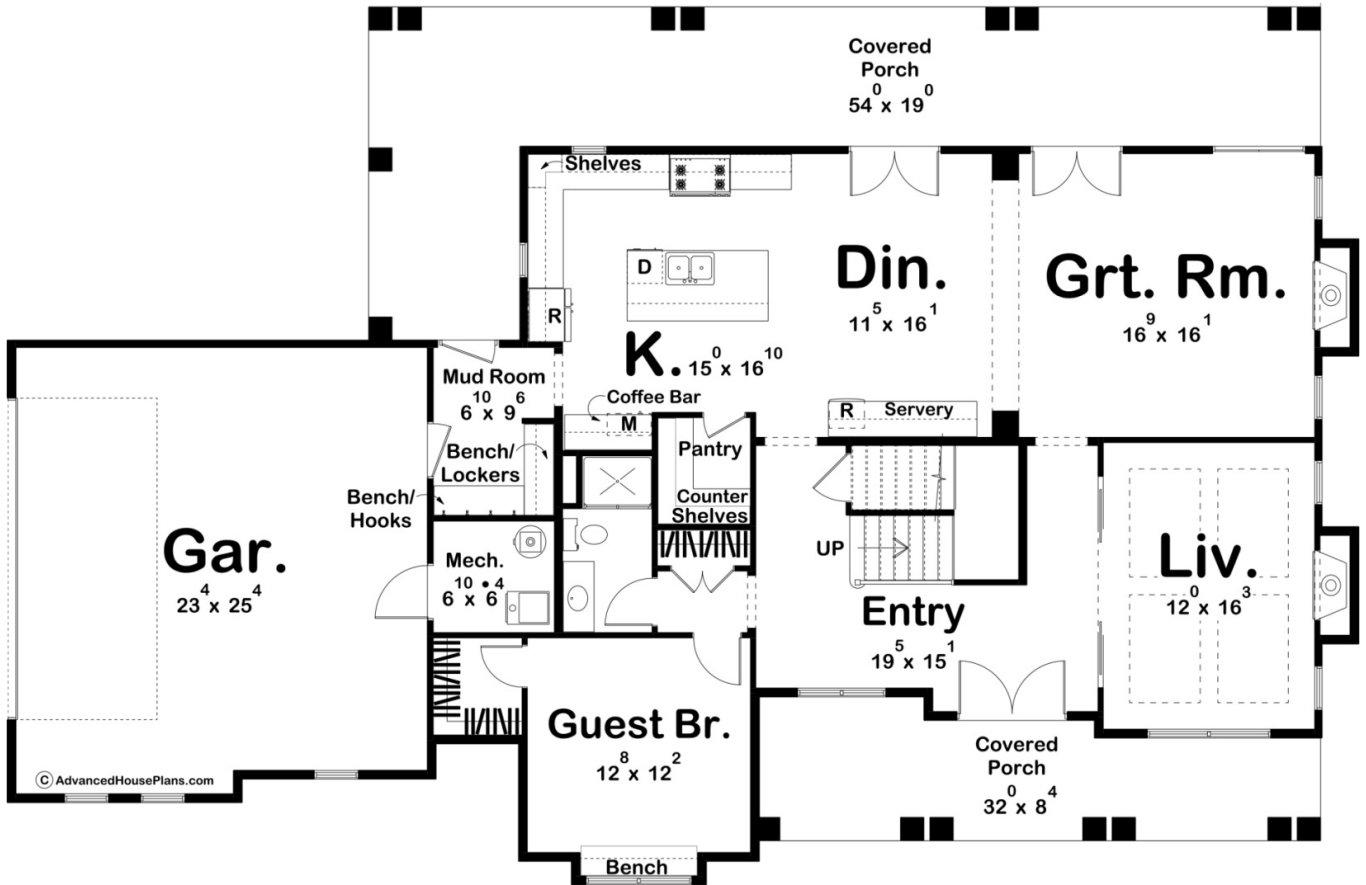 Covered
Porch
54⁰ x 19⁰
Shelves
D
R
K. 15⁰ x 16¹⁰
Din.
11⁵ x 16¹
Grt. Rm.
16⁹ x 16¹
Mud Room
6¹⁰ x 9⁶
Coffee Bar
M
R Servery
Pantry
Counter
Shelves
Bench/
Lockers
Bench/
Hooks
Gar.
23⁴ x 25⁴
Mech.
6¹⁰ x 6⁴
UP
Entry
19⁵ x 15¹
Liv.
12⁰ x 16³
Guest Br.
12⁸ x 12²
Bench
Covered
Porch
32⁰ x 8⁴
© AdvancedHousePlans.com